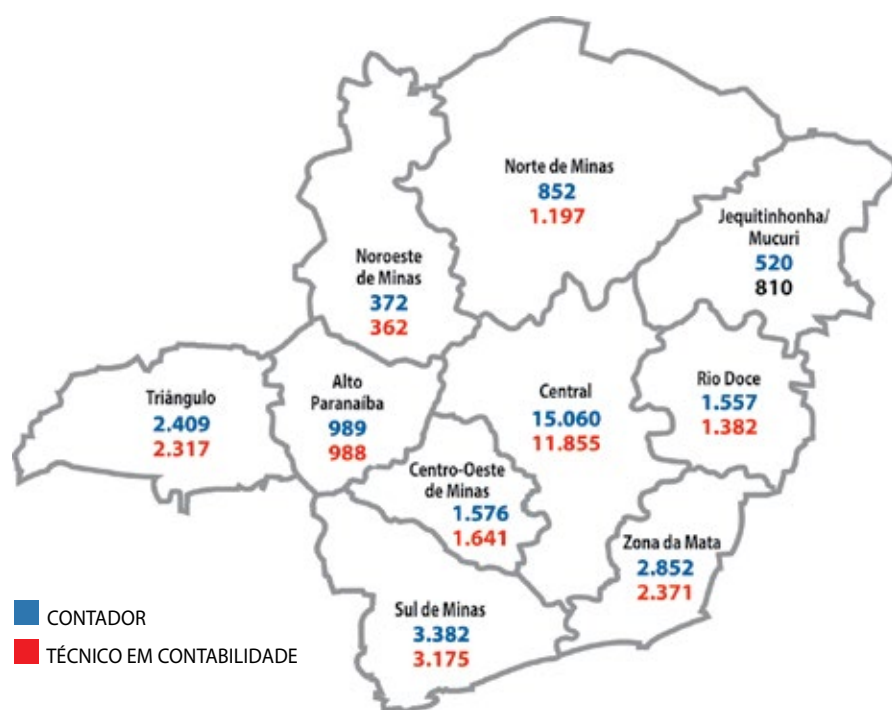 Norte de Minas
852
1.197
Jequitinhonha/
Mucuri
520
810
Noroeste
de Minas
372
362
Triângulo
2.409
2.317
Alto
Paranaíba
989
988
Central
15.060
11.855
Rio Doce
1.557
1.382
Centro-Oeste
de Minas
1.576
1.641
Zona da Mata
2.852
2.371
Sul de Minas
3.382
3.175
CONTADOR
TÉCNICO EM CONTABILIDADE